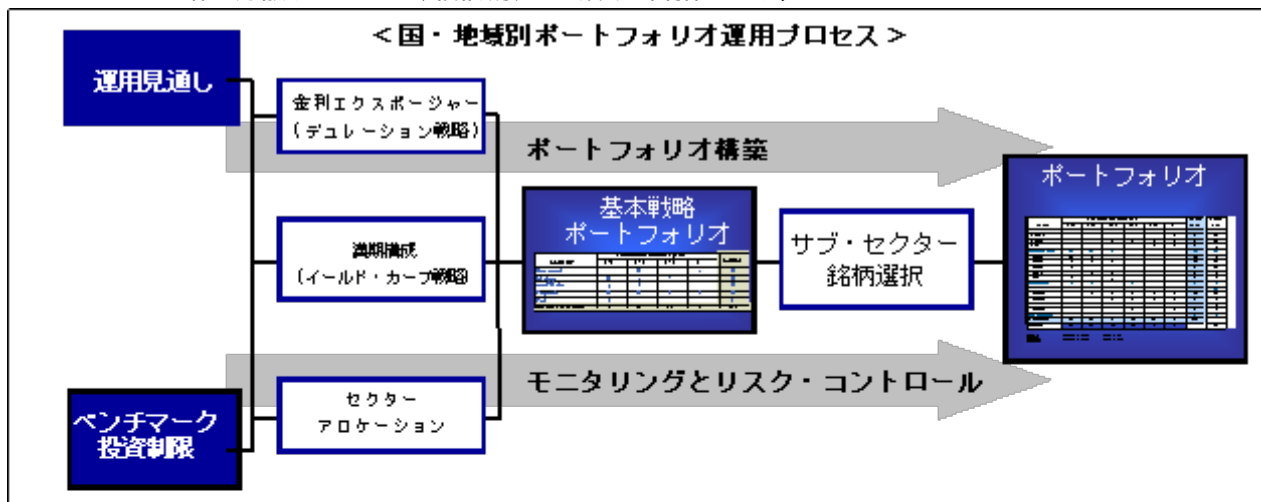 <国・地域別ポートフォリオ運用プロセス>
運用見通し
金利エクスポージャー
(デュレーション戦略)
ポートフォリオ構築
満期構成
(イールド・カーブ戦略)
基本戦略
ポートフォリオ
サブ・セクター
銘柄選択
ポートフォリオ
モニタリングとリスク・コントロール
ベンチマーク
投資制限
セクター
アロケーション